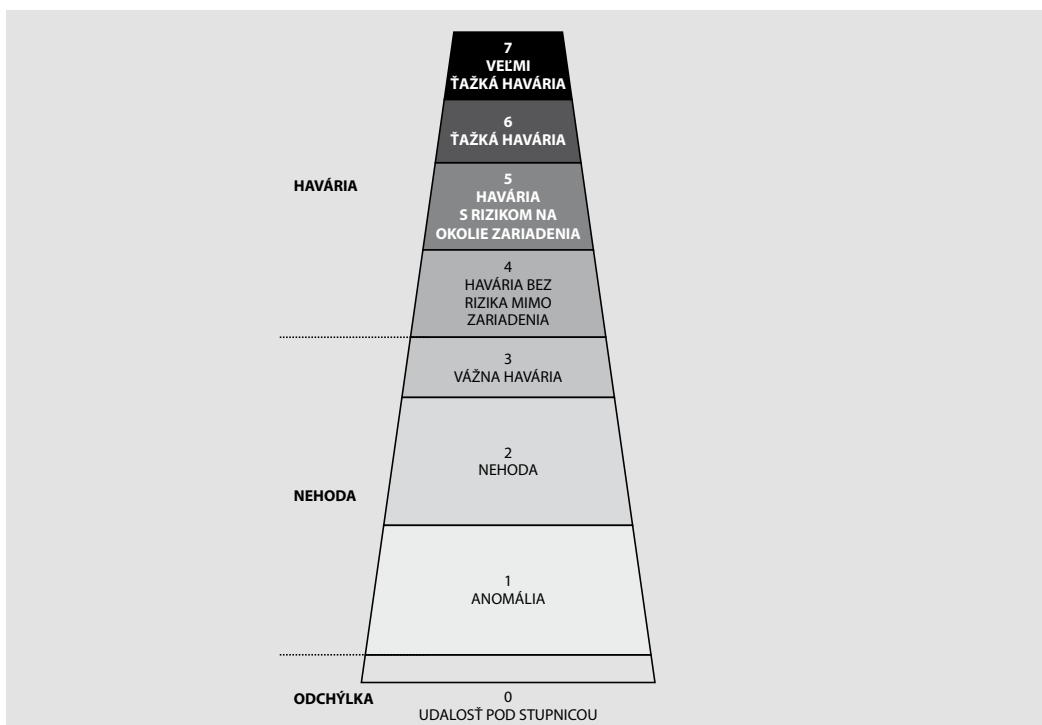 7
VEĽMI
ŤAŽKÁ HAVÁRIA
6
ŤAŽKÁ HAVÁRIA
HAVÁRIA
5
HAVÁRIA
S RIZIKOM NA
OKOLIE ZARIADENIA
4
HAVÁRIA BEZ
RIZIKA MIMO
ZARIADENIA
3
VÁŽNA HAVÁRIA
2
NEHODA
NEHODA
1
ANOMÁLIA
ODCHÝLKA
0
UDALOSŤ POD STUPNICOU